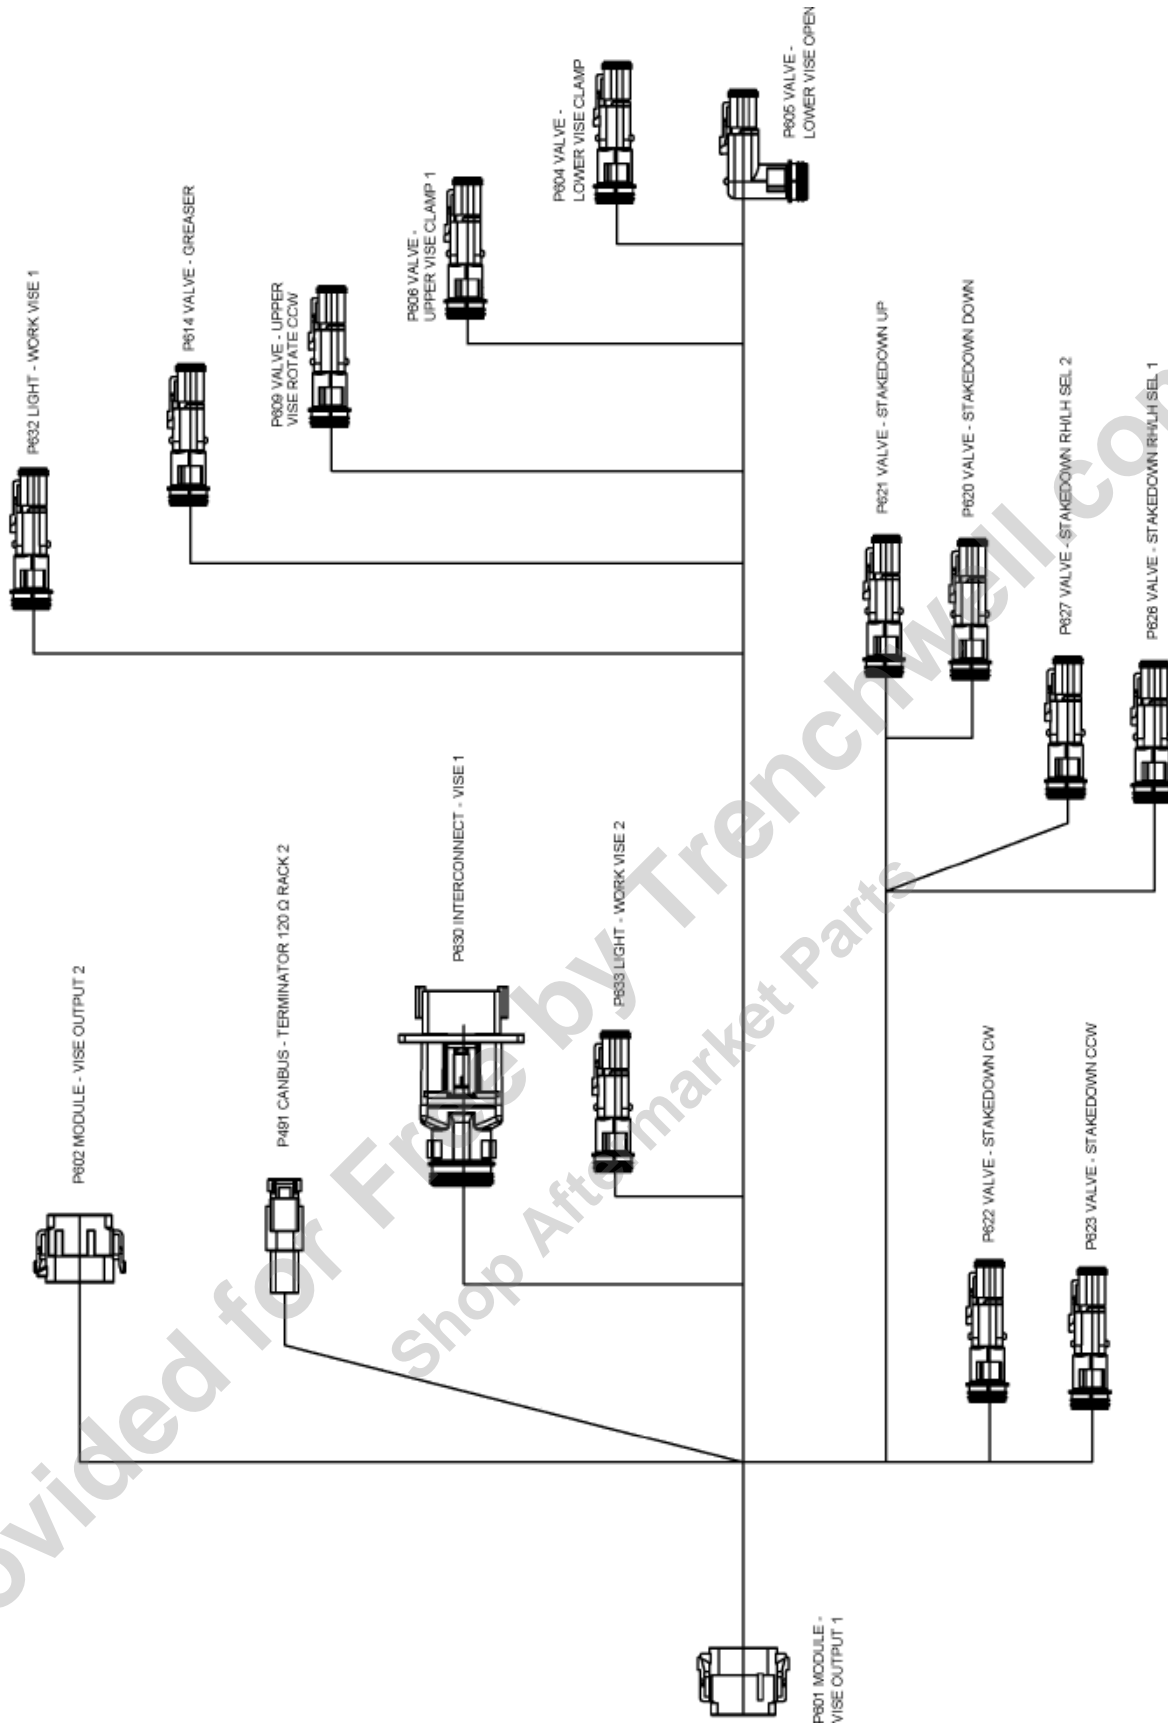 P632 LIGHT - WORK VISE 1
P614 VALVE - GREASER
P609 VALVE - UPPER
VISE ROTATE CCW
P606 VALVE -
UPPER VISE CLAMP 1
P604 VALVE -
LOWER VISE CLAMP
P605 VALVE -
LOWER VISE OPEN
P621 VALVE - STAKEDOWN UP
P620 VALVE - STAKEDOWN DOWN
P627 VALVE - STAKEDOWN RH/LH SEL 2
P626 VALVE - STAKEDOWN RH/LH SEL 1
P602 MODULE - VISE OUTPUT 2
P491 CANBUS - TERMINATOR 120 Ω RACK 2
P630 INTERCONNECT - VISE 1
P633 LIGHT - WORK VISE 2
P622 VALVE - STAKEDOWN CW
P623 VALVE - STAKEDOWN CCW
P601 MODULE -
VISE OUTPUT 1
ovided for Free by Trenchwell.co
Shop Aftermarket Parts